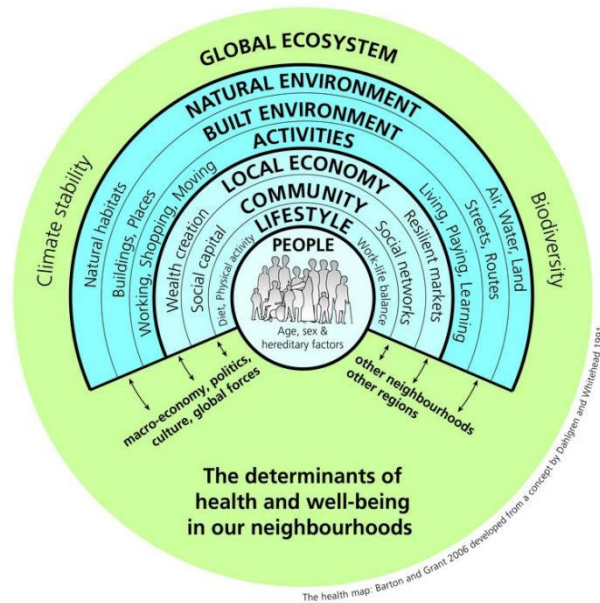 GLOBAL ECOSYSTEM
NATURAL ENVIRONMENT
BUILT ENVIRONMENT
ACTIVITIES
LOCAL ECONOMY
COMMUNITY
LIFESTYLE
PEOPLE
Age, sex &
hereditary factors
Climate stability
Natural habitats
Buildings, Places
Working, Shopping, Moving
Wealth creation
Social capital
Diet, Physical activity
Work-life balance
Social networks
Resilient markets
Living, Playing, Learning
Streets, Routes
Air, Water, Land
Biodiversity
macro-economy, politics,
culture, global forces
other neighbourhoods
other regions
The determinants of
health and well-being
in our neighbourhoods
The health map: Barton and Grant 2006 developed from a concept by Dahlgren and Whitehead 1991